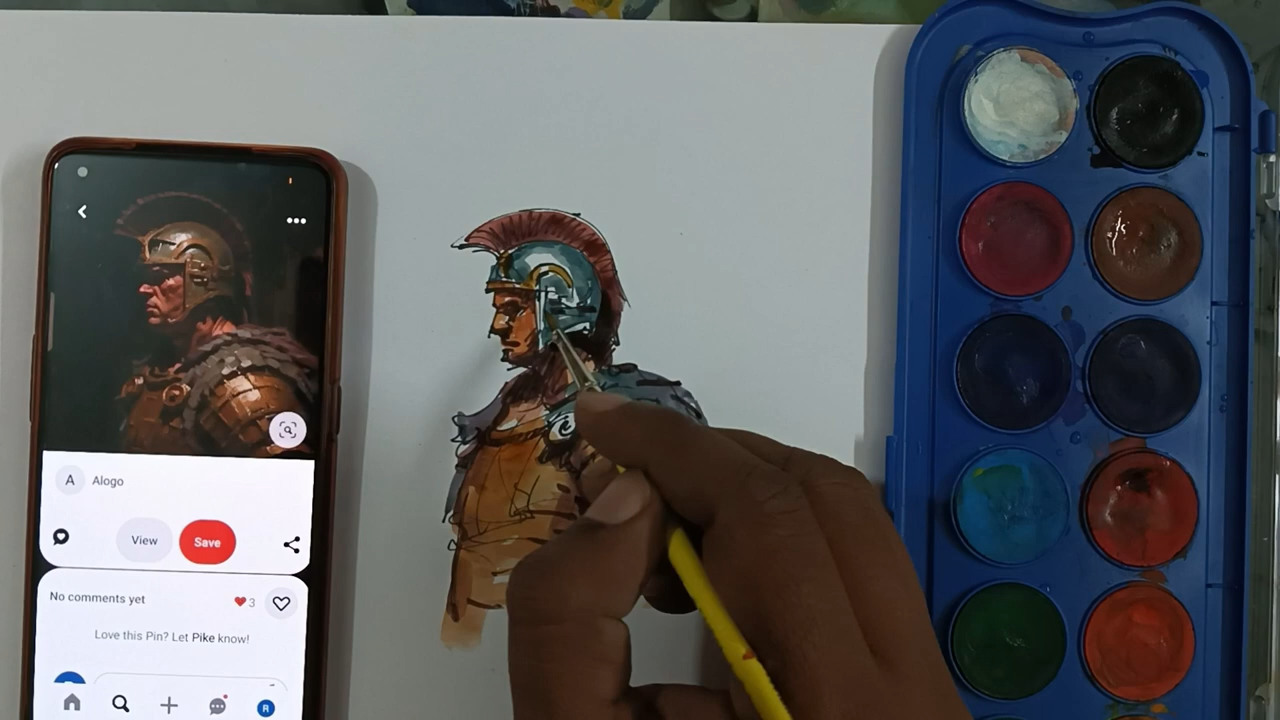 A Alogo
View Save
No comments yet 3
Love this Pin? Let Pike know!
R